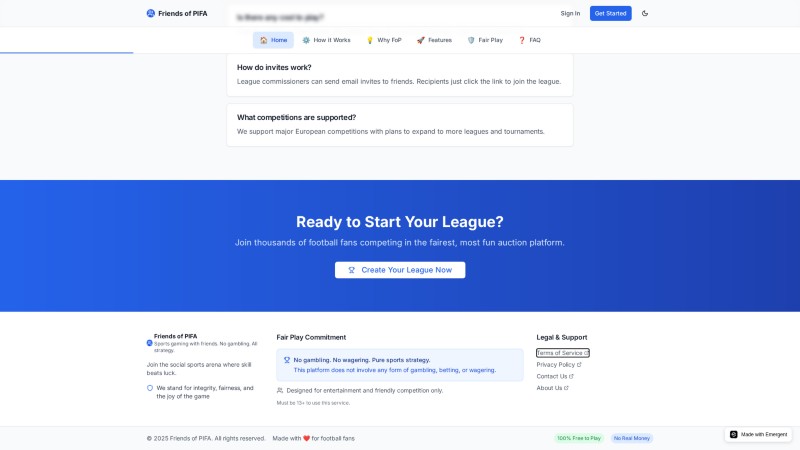 Friends of PIFA
Is there any cost to play?
Sign In
Get Started
🏠 Home
⚙️ How it Works
💡 Why FoP
🚀 Features
🛡️ Fair Play
❓ FAQ
How do invites work?
League commissioners can send email invites to friends. Recipients just click the link to join the league.
What competitions are supported?
We support major European competitions with plans to expand to more leagues and tournaments.
Ready to Start Your League?
Join thousands of football fans competing in the fairest, most fun auction platform.
Create Your League Now
Friends of PIFA
Sports gaming with friends. No gambling. All
strategy.
Join the social sports arena where skill
beats luck.
We stand for integrity, fairness, and
the joy of the game
Fair Play Commitment
No gambling. No wagering. Pure sports strategy.
This platform does not involve any form of gambling, betting, or wagering.
Designed for entertainment and friendly competition only.
Must be 13+ to use this service.
Legal & Support
Terms of Service
Privacy Policy
Contact Us
About Us
© 2025 Friends of PIFA. All rights reserved.
Made with ❤️ for football fans
100% Free to Play
No Real Money
Made with Emergent